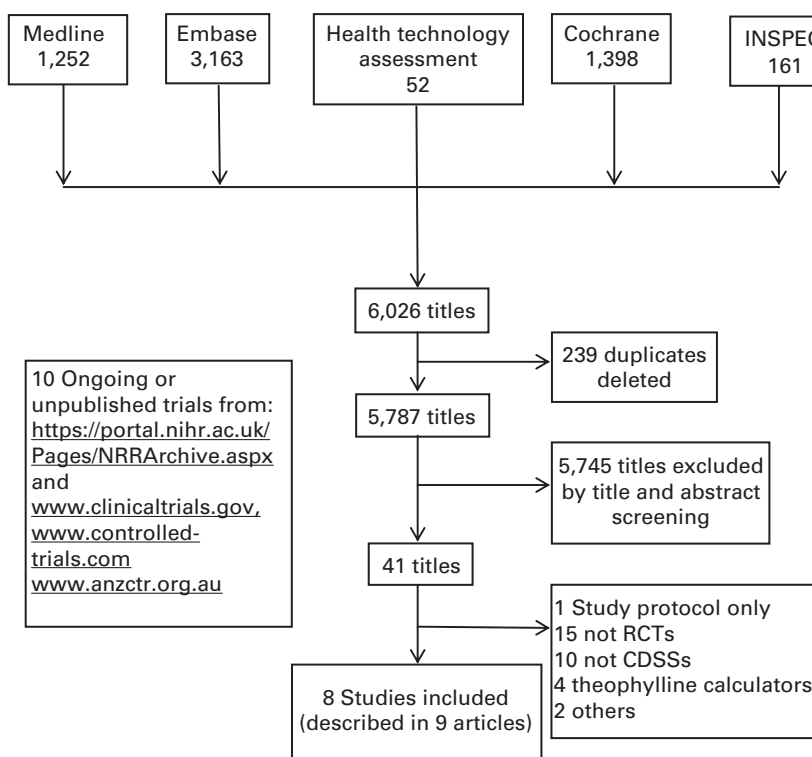 Medline
1,252
Embase
3,163
Health technology
assessment
52
Cochrane
1,398
INSPEC
161
6,026 titles
239 duplicates
deleted
10 Ongoing or
unpublished trials from:
https://portal.nihr.ac.uk/
Pages/NRRArchive.aspx
and
www.clinicaltrials.gov,
www.controlled-
trials.com
www.anzctr.org.au
5,787 titles
5,745 titles excluded
by title and abstract
screening
41 titles
1 Study protocol only
15 not RCTs
10 not CDSSs
4 theophylline calculators
2 others
8 Studies included
(described in 9 articles)